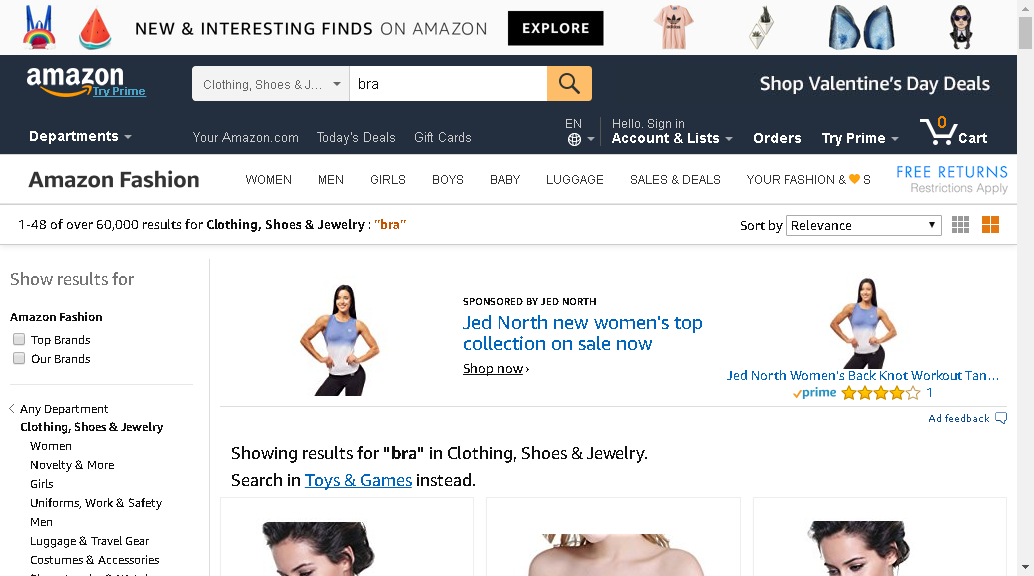 NEW & INTERESTING FINDS ON AMAZON EXPLORE
amazon
Try Prime
Clothing, Shoes & J... bra
Shop Valentine's Day Deals
Departments
Your Amazon.com Today's Deals Gift Cards
EN
Hello. Sign in
Account & Lists
Orders
Try Prime
0
Cart
Amazon Fashion
WOMEN MEN GIRLS BOYS BABY LUGGAGE SALES & DEALS YOUR FASHION & S
FREE RETURNS
Restrictions Apply
1-48 of over 60,000 results for Clothing, Shoes & Jewelry : "bra"
Sort by Relevance
Show results for
Amazon Fashion
Top Brands
Our Brands
Any Department
Clothing, Shoes & Jewelry
Women
Novelty & More
Girls
Uniforms, Work & Safety
Men
Luggage & Travel Gear
Costumes & Accessories
SPONSORED BY JED NORTH
Jed North new women's top
collection on sale now
Shop now ›
Jed North Women's Back Knot Workout Tan...
prime 1
Ad feedback
Showing results for "bra" in Clothing, Shoes & Jewelry.
Search in Toys & Games instead.